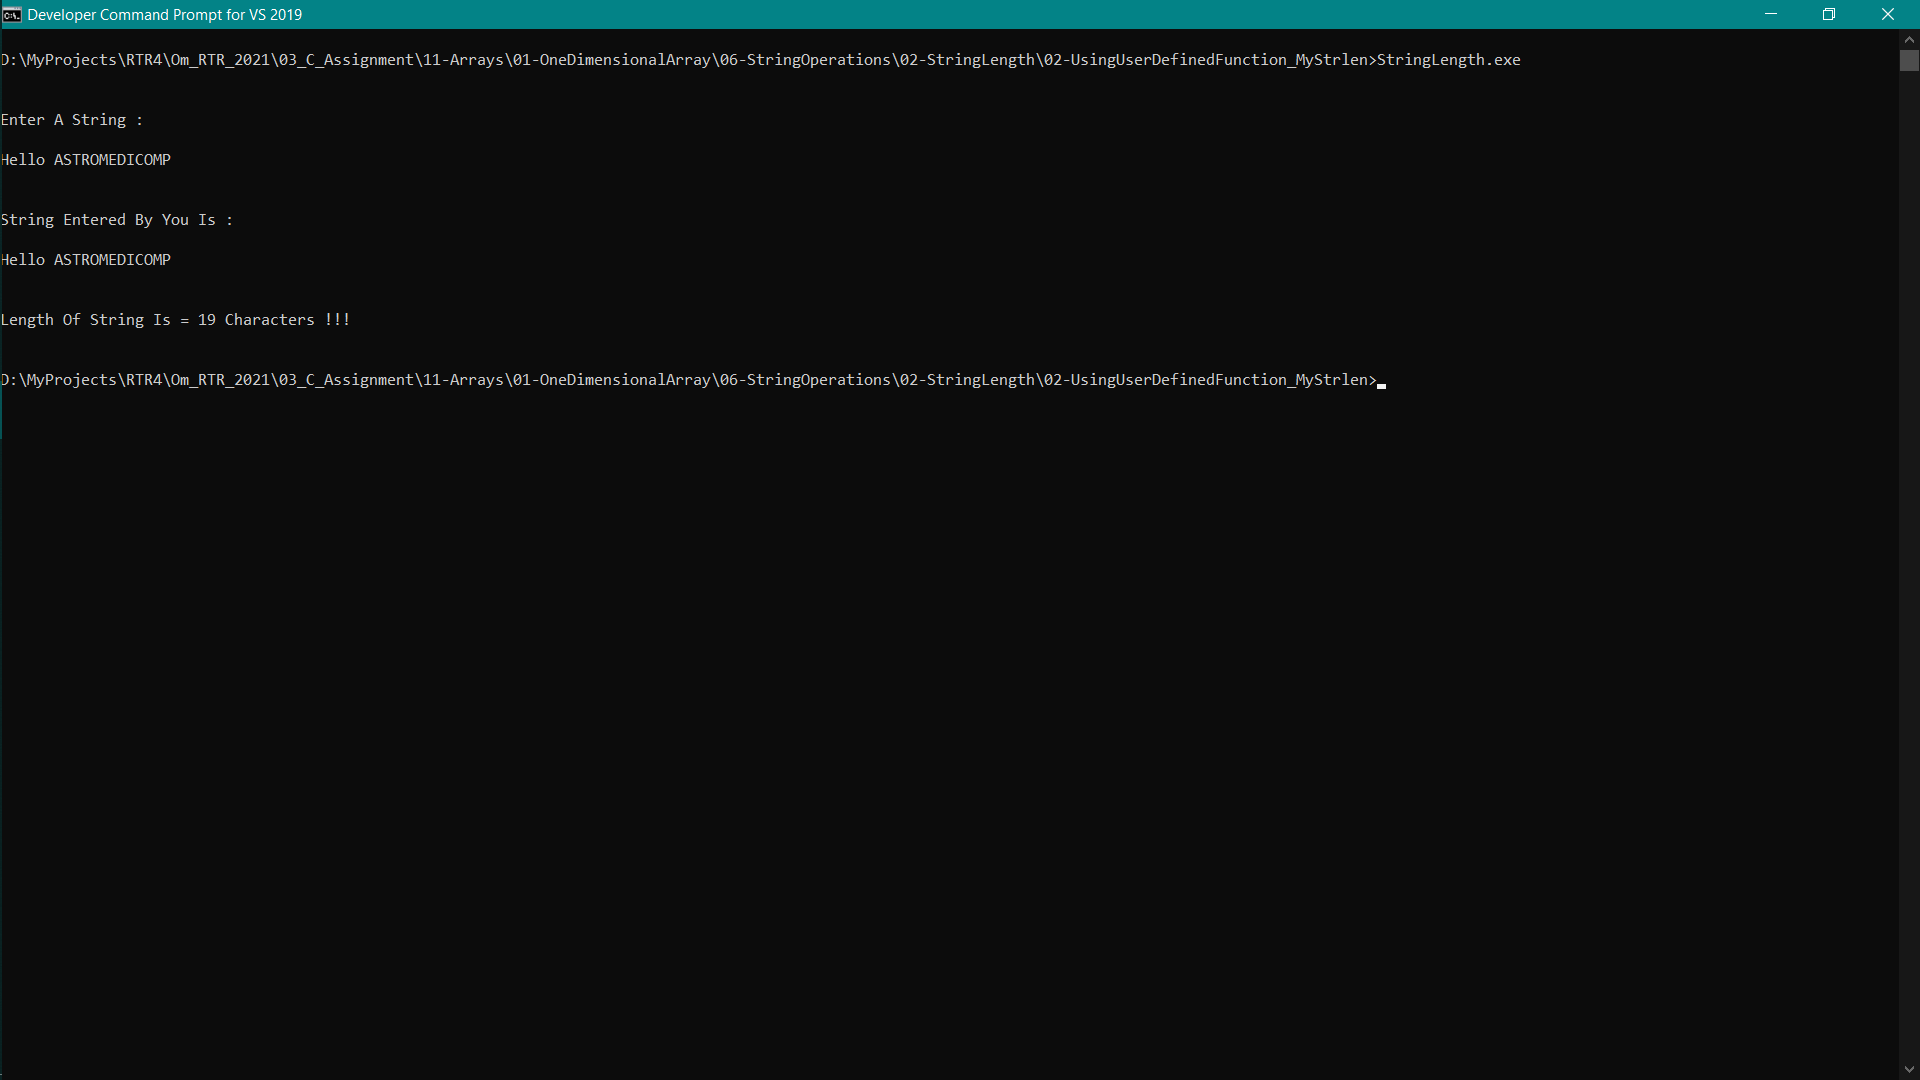 Developer Command Prompt for VS 2019
D:\MyProjects\RTR4\Om_RTR_2021\03_C_Assignment\11-Arrays\01-OneDimensionalArray\06-StringOperations\02-StringLength\02-UsingUserDefinedFunction_MyStrlen>StringLength.exe
Enter A String :
Hello ASTROMEDICOMP
String Entered By You Is :
Hello ASTROMEDICOMP
Length Of String Is = 19 Characters !!!
D:\MyProjects\RTR4\Om_RTR_2021\03_C_Assignment\11-Arrays\01-OneDimensionalArray\06-StringOperations\02-StringLength\02-UsingUserDefinedFunction_MyStrlen>